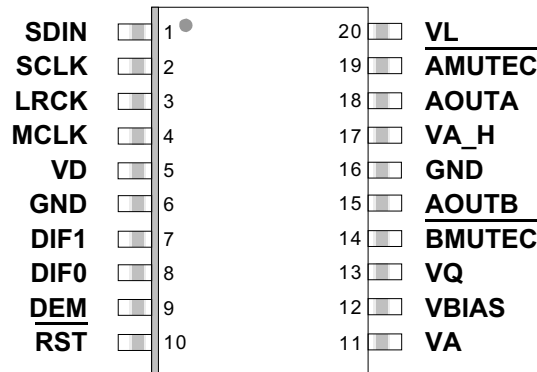 SDIN 1 20 VL
SCLK 2 19 AMUTEC
LRCK 3 18 AOUTA
MCLK 4 17 VA_H
VD 5 16 GND
GND 6 15 AOUTB
DIF1 7 14 BMUTEC
DIF0 8 13 VQ
DEM 9 12 VBIAS
RST 10 11 VA